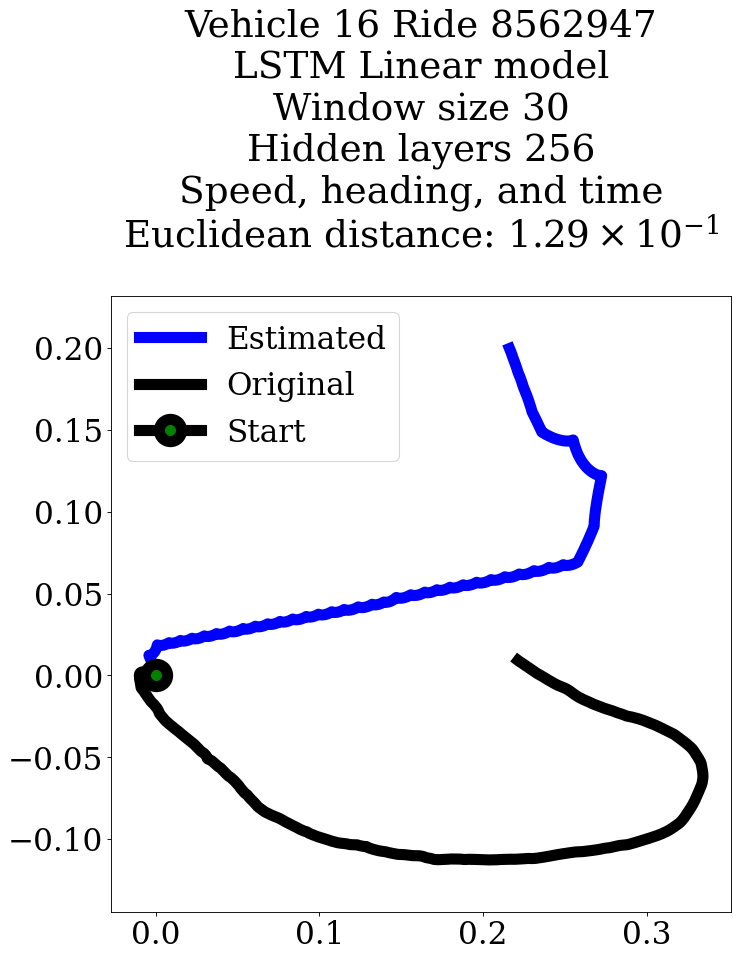 Vehicle 16 Ride 8562947
LSTM Linear model
Window size 30
Hidden layers 256
Speed, heading, and time
Euclidean distance: 1.29 × 10⁻¹
Estimated
Original
Start
0.20
0.15
0.10
0.05
0.00
−0.05
−0.10
0.0 0.1 0.2 0.3